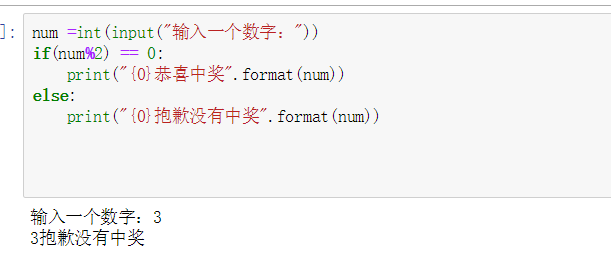 ]:
num =int(input("输入一个数字："))
if(num%2) == 0:
    print("{0}恭喜中奖".format(num))
else:
    print("{0}抱歉没有中奖".format(num))
输入一个数字：3
3抱歉没有中奖